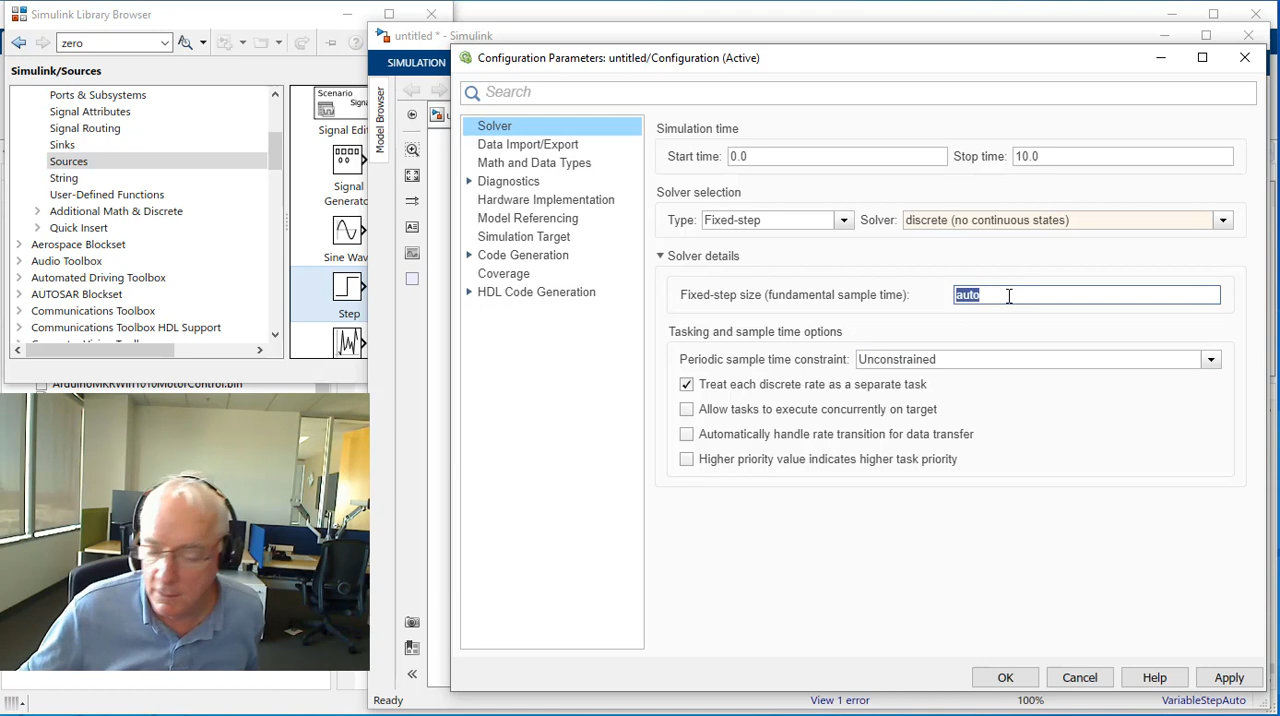 Simulink Library Browser
zero
Simulink/Sources
Ports & Subsystems
Signal Attributes
Signal Routing
Sinks
Sources
String
User-Defined Functions
Additional Math & Discrete
Quick Insert
Aerospace Blockset
Audio Toolbox
Automated Driving Toolbox
AUTOSAR Blockset
Communications Toolbox
Communications Toolbox HDL Support
Scenario
Signal Edi
Signal
Generato
Sine Wav
Step
ArduinoMKRWifi1010MotorControl.bin
untitled * - Simulink
SIMULATION
Model Browser
Configuration Parameters: untitled/Configuration (Active)
Search
Solver
Data Import/Export
Math and Data Types
Diagnostics
Hardware Implementation
Model Referencing
Simulation Target
Code Generation
Coverage
HDL Code Generation
Simulation time
Start time: 0.0 Stop time: 10.0
Solver selection
Type: Fixed-step Solver: discrete (no continuous states)
Solver details
Fixed-step size (fundamental sample time): auto
Tasking and sample time options
Periodic sample time constraint: Unconstrained
Treat each discrete rate as a separate task
Allow tasks to execute concurrently on target
Automatically handle rate transition for data transfer
Higher priority value indicates higher task priority
OK Cancel Help Apply
Ready View 1 error 100% VariableStepAuto